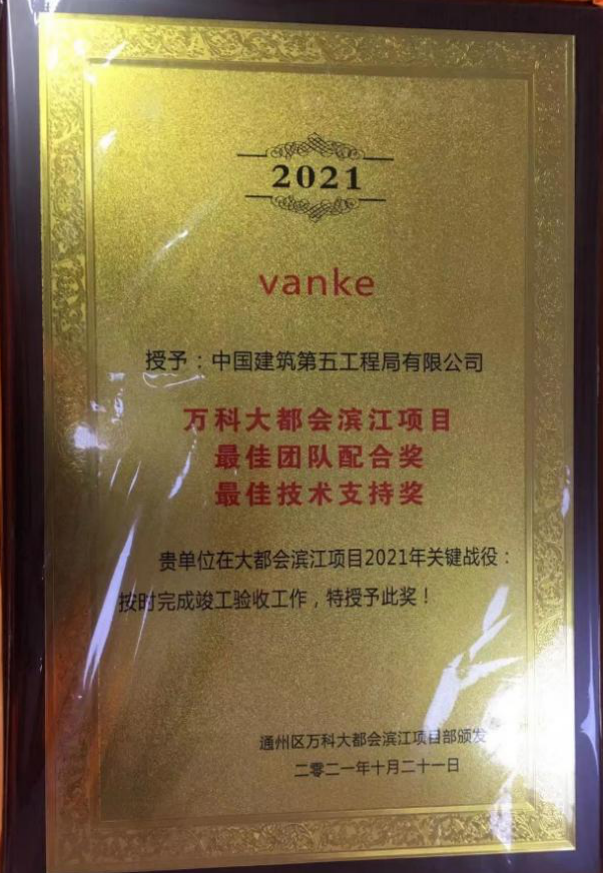 2021
vanke
授予：中国建筑第五工程局有限公司
万科大都会滨江项目
最佳团队配合奖
最佳技术支持奖
贵单位在大都会滨江项目2021年关键战役：
按时完成竣工验收工作，特授予此奖！
通州区万科大都会滨江项目部颁发
二零二一年十月二十一日